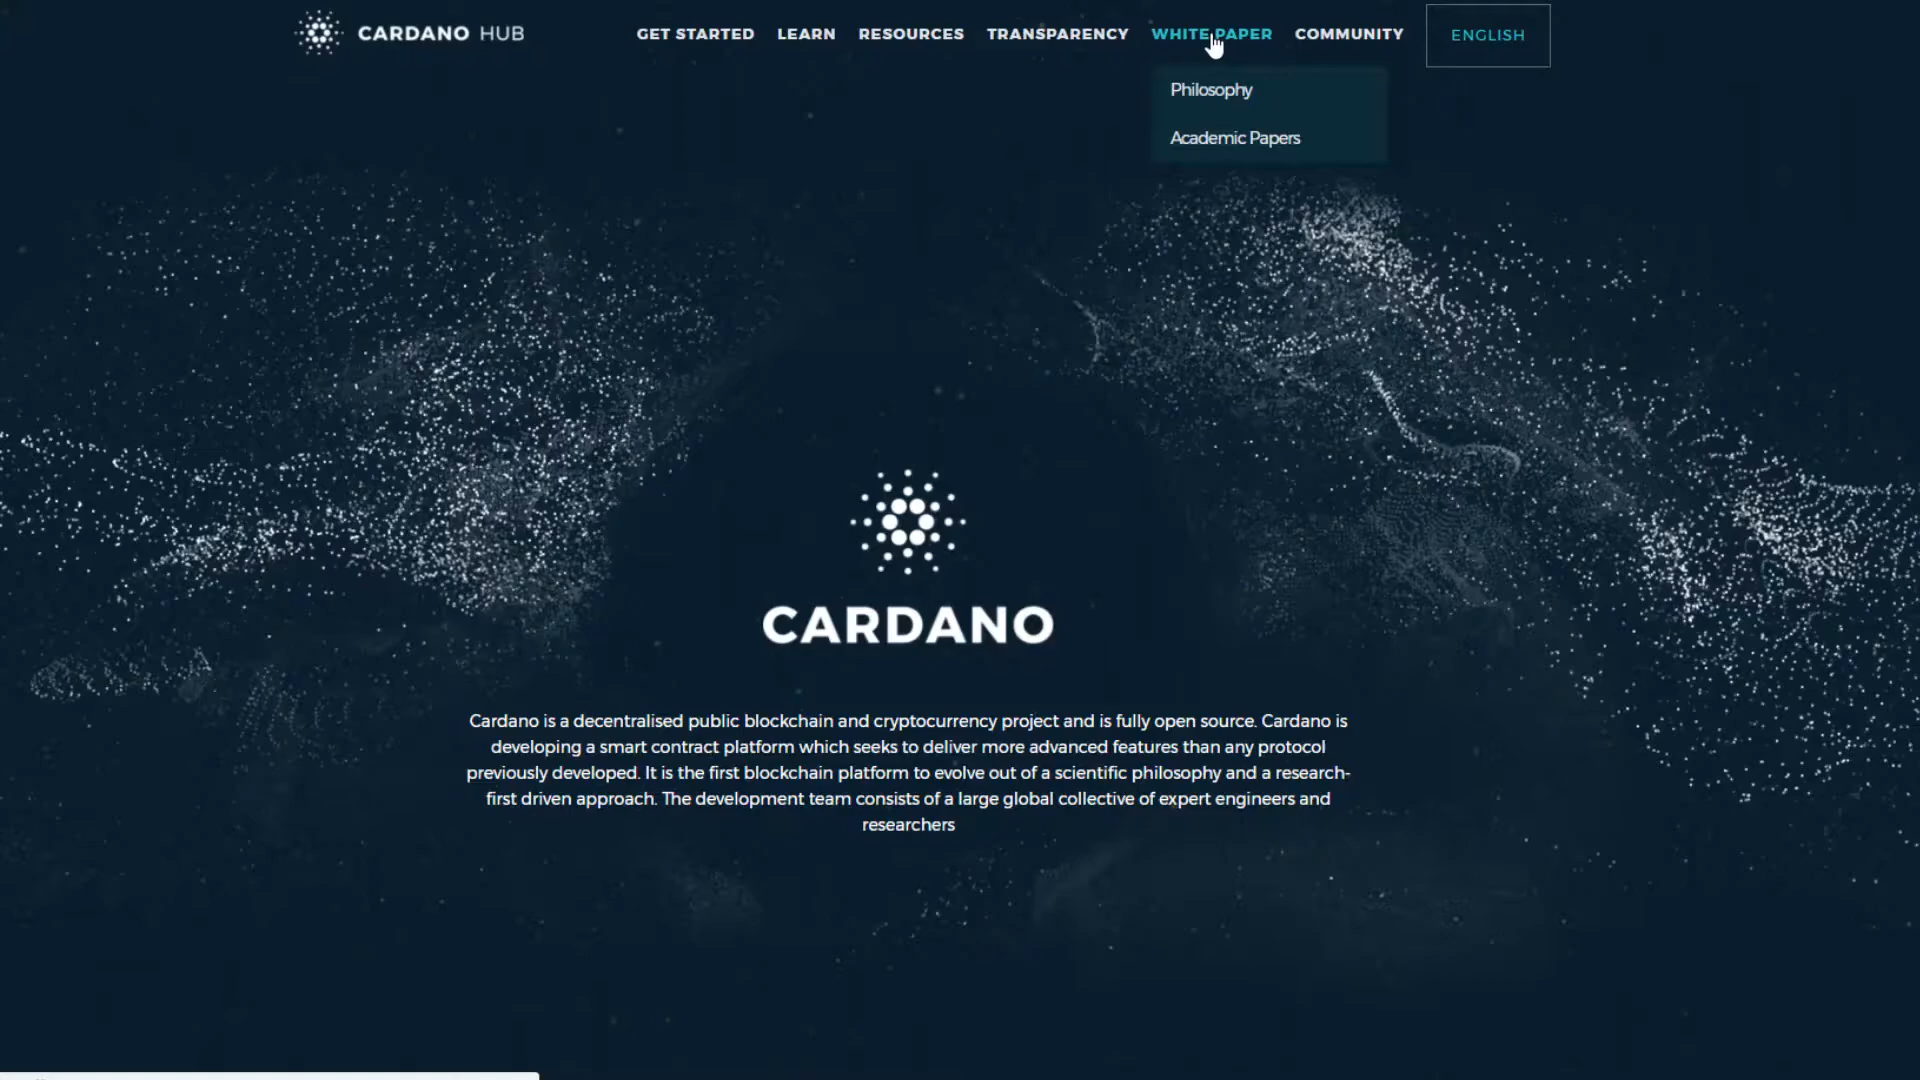 CARDANO HUB
GET STARTED LEARN RESOURCES TRANSPARENCY WHITE PAPER COMMUNITY ENGLISH
Philosophy
Academic Papers
CARDANO
Cardano is a decentralised public blockchain and cryptocurrency project and is fully open source. Cardano is
developing a smart contract platform which seeks to deliver more advanced features than any protocol
previously developed. It is the first blockchain platform to evolve out of a scientific philosophy and a research-
first driven approach. The development team consists of a large global collective of expert engineers and
researchers